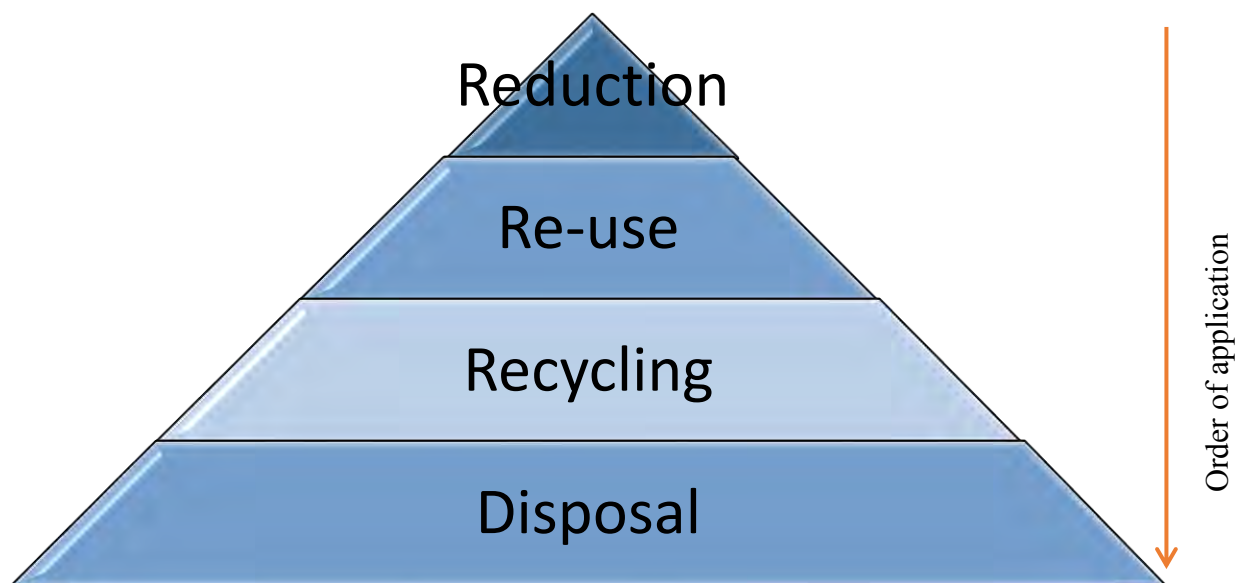 Reduction
Re-use
Recycling
Disposal
Order of application